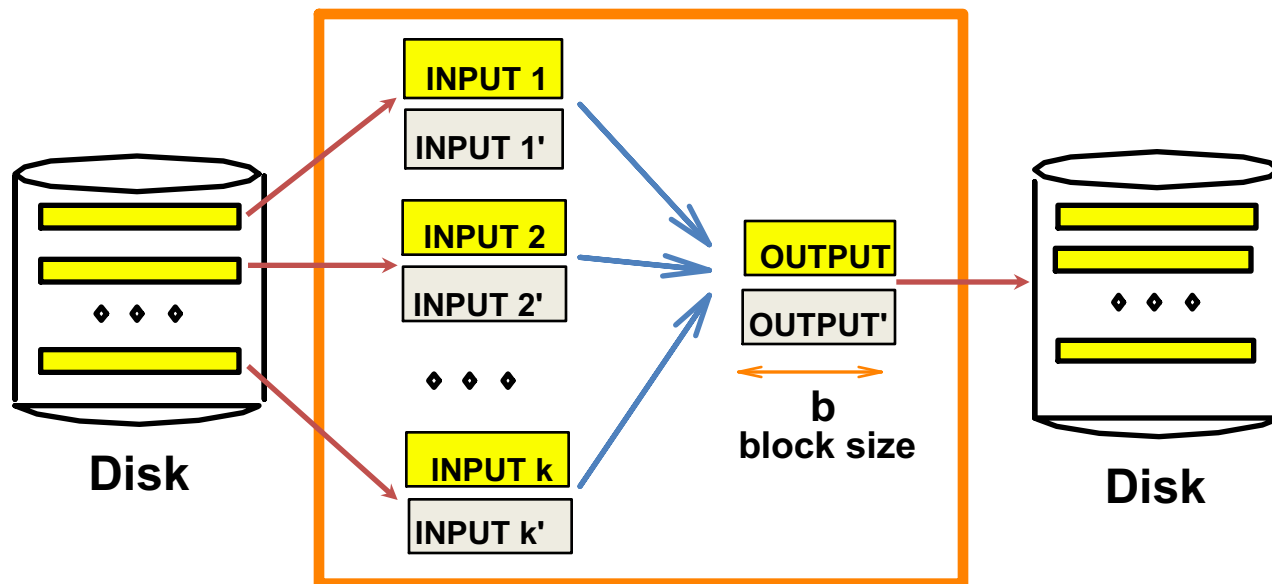 INPUT 1
INPUT 1'
INPUT 2
INPUT 2'
INPUT k
INPUT k'
OUTPUT
OUTPUT'
b
block size
Disk
Disk